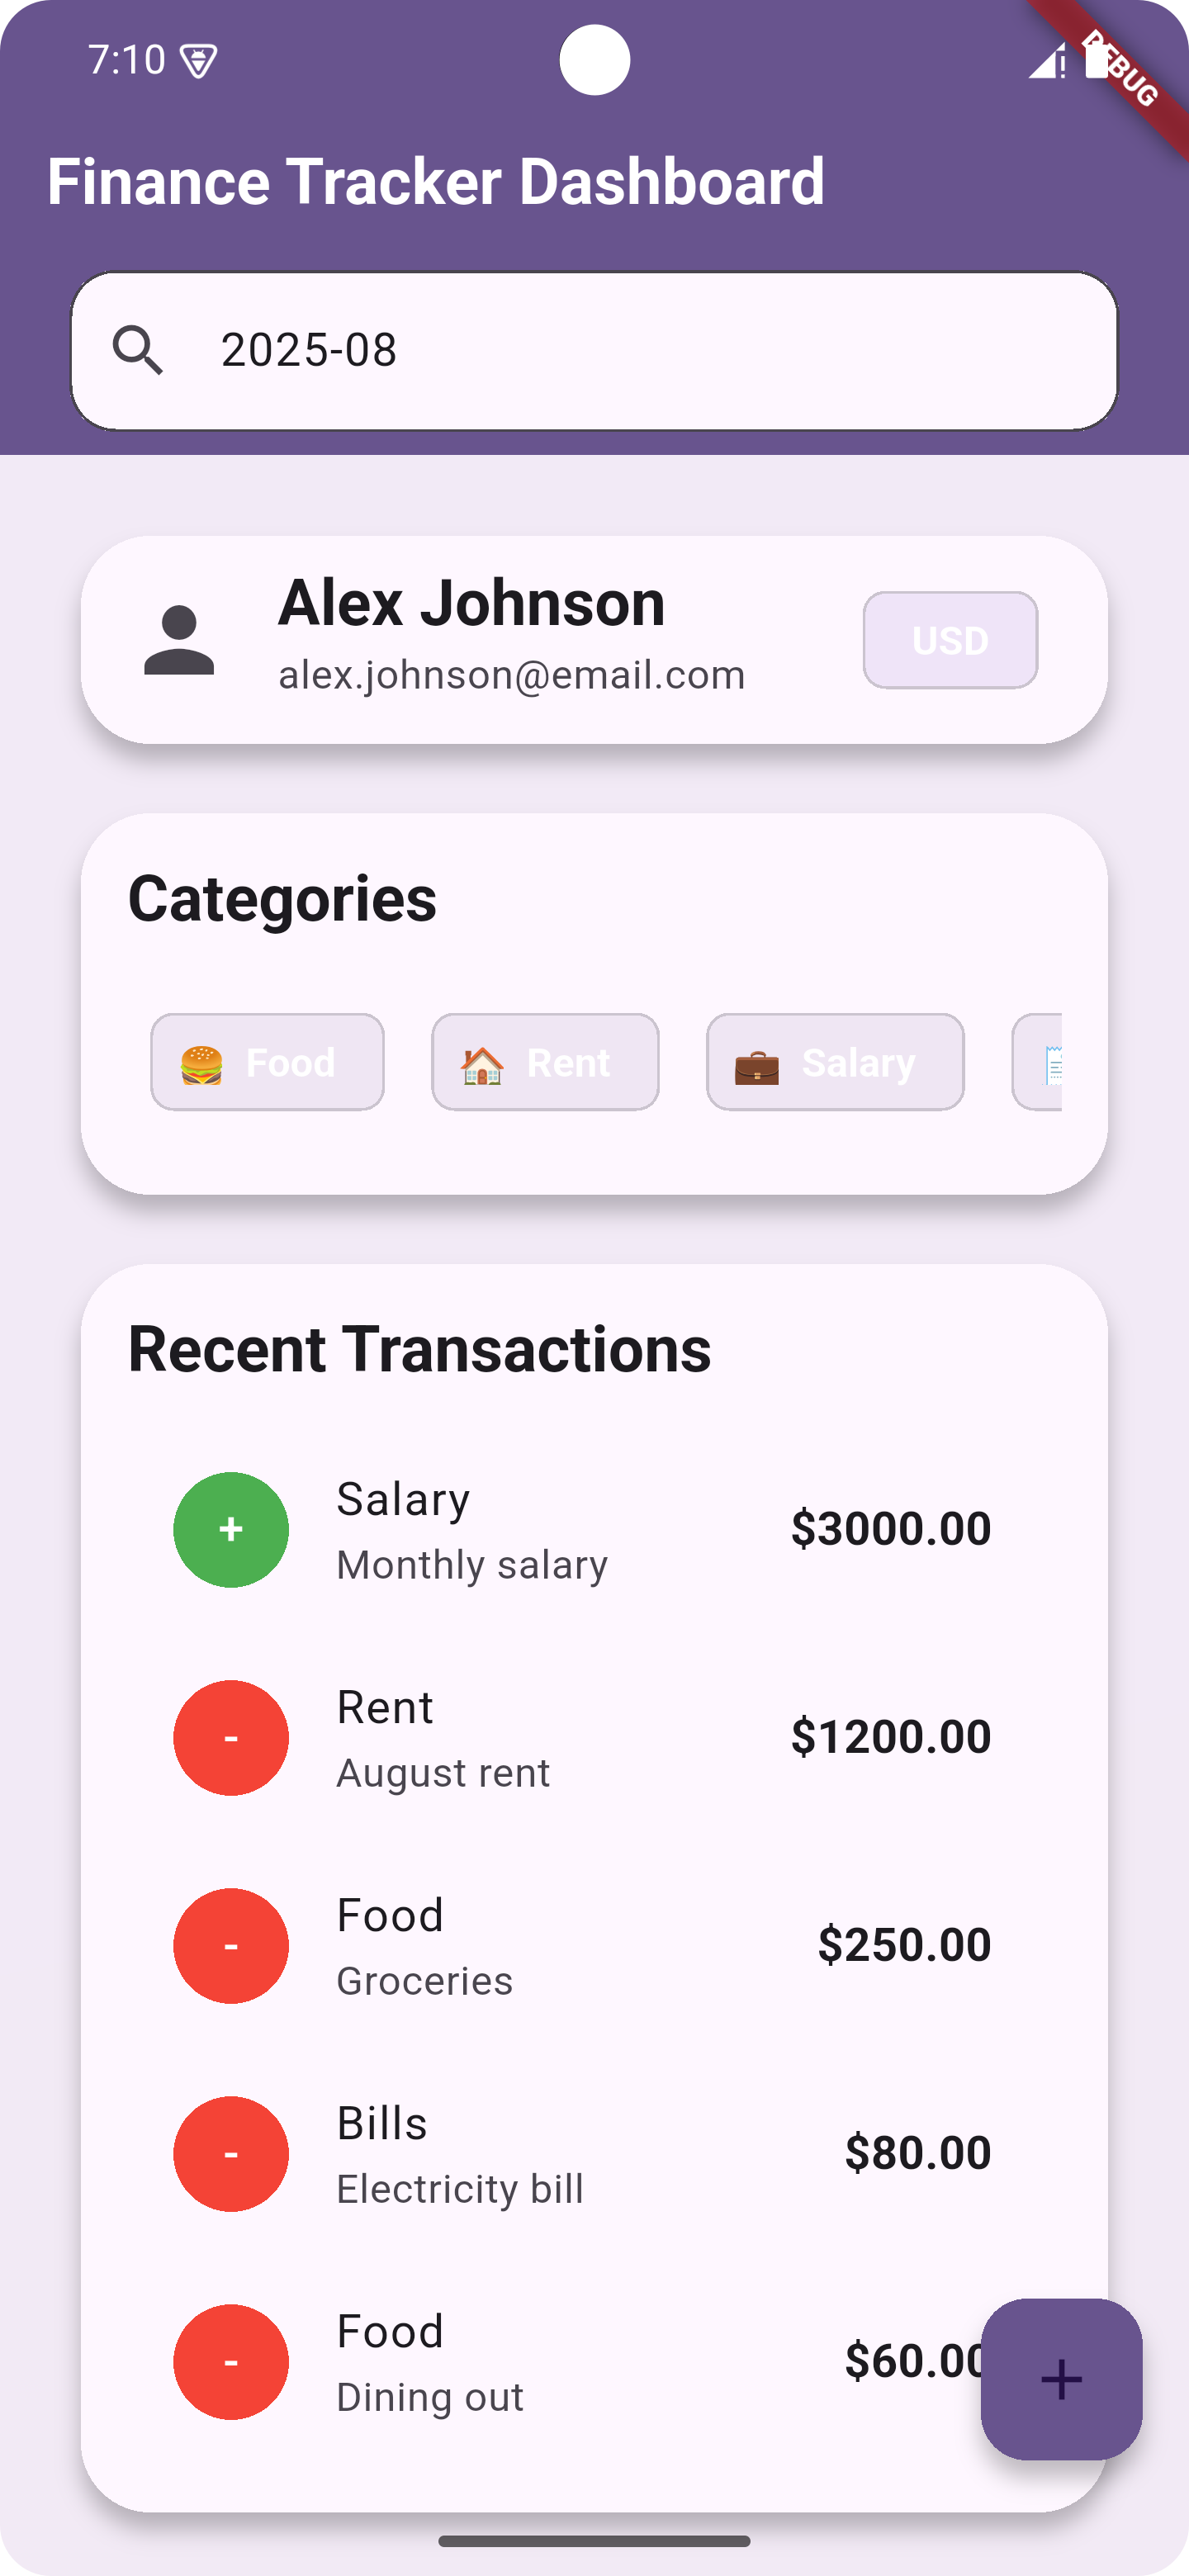 7:10
DEBUG
Finance Tracker Dashboard
2025-08
Alex Johnson
alex.johnson@email.com
USD
Categories
🍔 Food
🏠 Rent
💼 Salary
Recent Transactions
+
Salary
Monthly salary
$3000.00
-
Rent
August rent
$1200.00
-
Food
Groceries
$250.00
-
Bills
Electricity bill
$80.00
-
Food
Dining out
$60.00
+